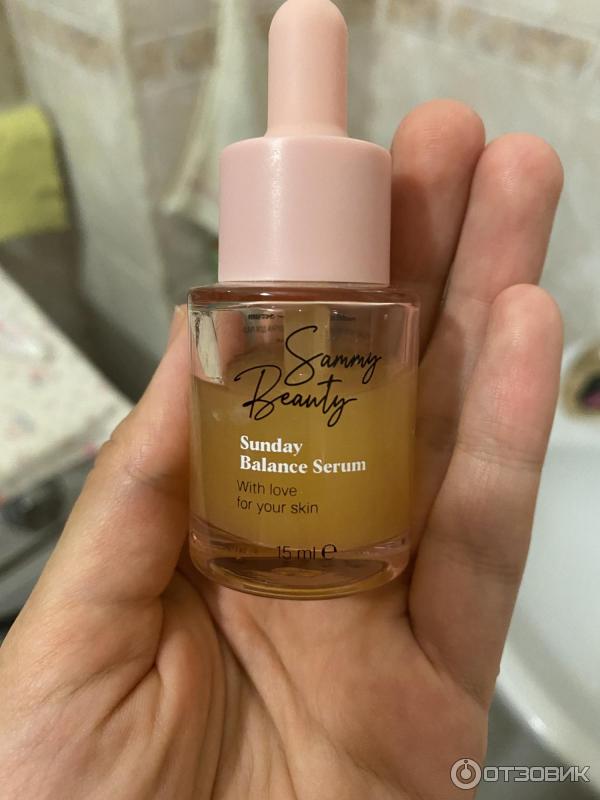 Sammy
Beauty
Sunday
Balance Serum
With love
for your skin
15 ml ℮
ОТЗОВИК